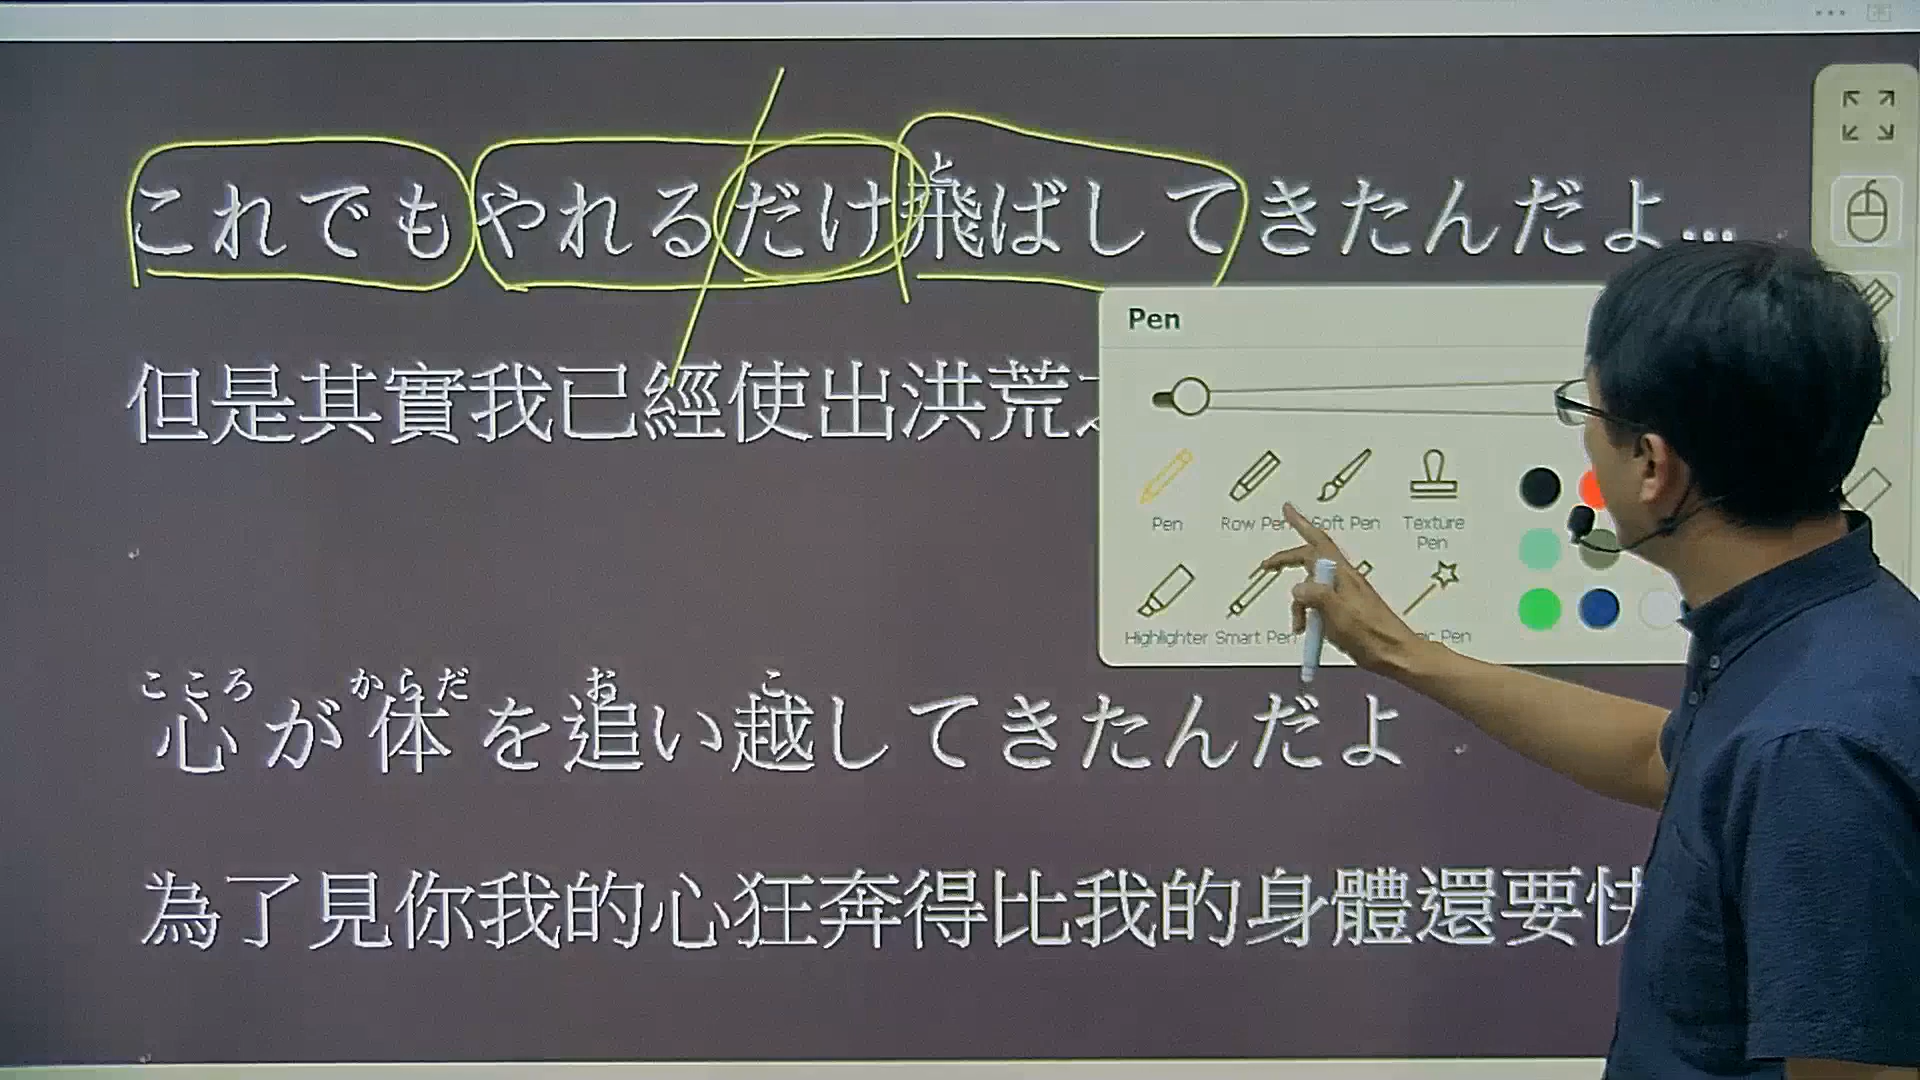 これでもやれるだけ飛ばしてきたんだよ...
と
但是其實我已經使出洪荒
Pen
Pen
Row Pen
Soft Pen
Texture Pen
Highlighter
Smart Pen
Pen
こころ からだ お こ
心が体を追い越してきたんだよ
為了見你我的心狂奔得比我的身體還要快